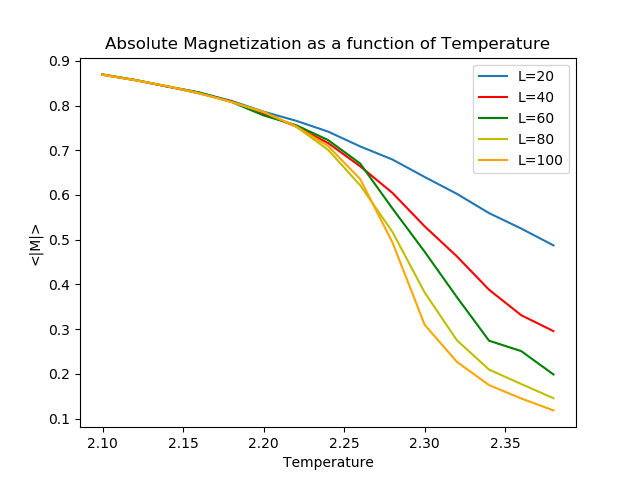 Absolute Magnetization as a function of Temperature
<|M|>
0.9
0.8
0.7
0.6
0.5
0.4
0.3
0.2
0.1
L=20
L=40
L=60
L=80
L=100
2.10 2.15 2.20 2.25 2.30 2.35
Temperature